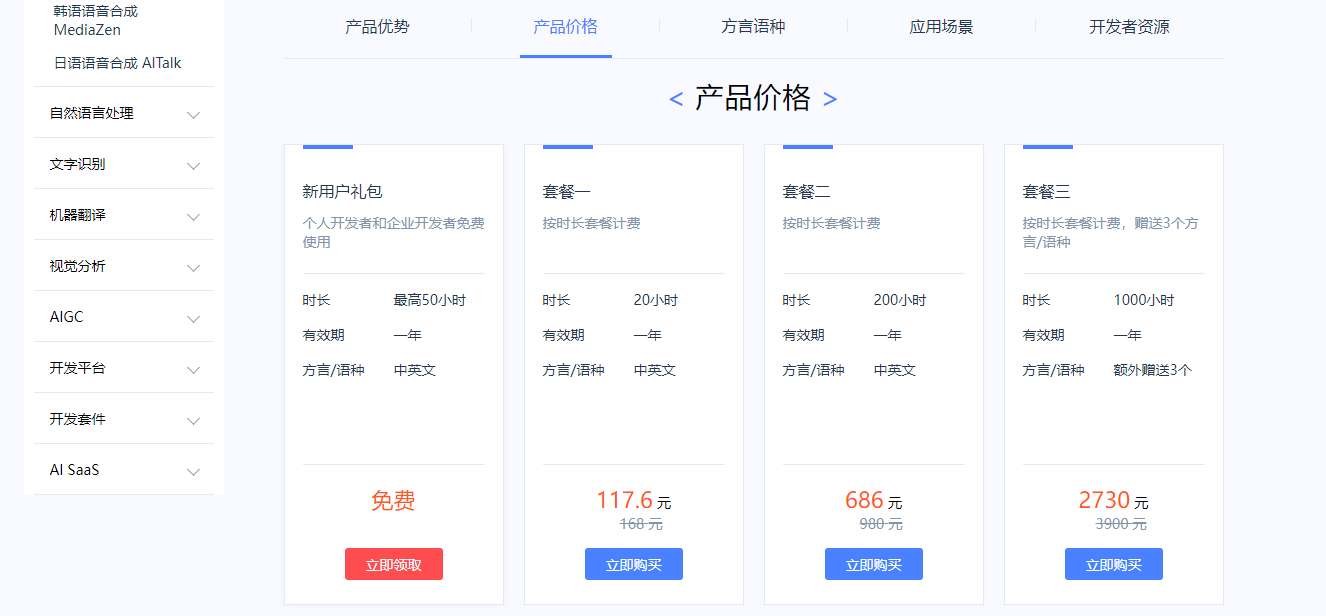 韩语语音合成
MediaZen
日语语音合成 AITalk
自然语言处理
文字识别
机器翻译
视觉分析
AIGC
开发平台
开发套件
AI SaaS
产品优势
产品价格
方言语种
应用场景
开发者资源
< 产品价格 >
新用户礼包
个人开发者和企业开发者免费
使用
时长 最高50小时
有效期 一年
方言/语种 中英文
免费
立即领取
套餐一
按时长套餐计费
时长 20小时
有效期 一年
方言/语种 中英文
117.6 元
168 元
立即购买
套餐二
按时长套餐计费
时长 200小时
有效期 一年
方言/语种 中英文
686 元
980 元
立即购买
套餐三
按时长套餐计费，赠送3个方
言/语种
时长 1000小时
有效期 一年
方言/语种 额外赠送3个
2730 元
3900 元
立即购买